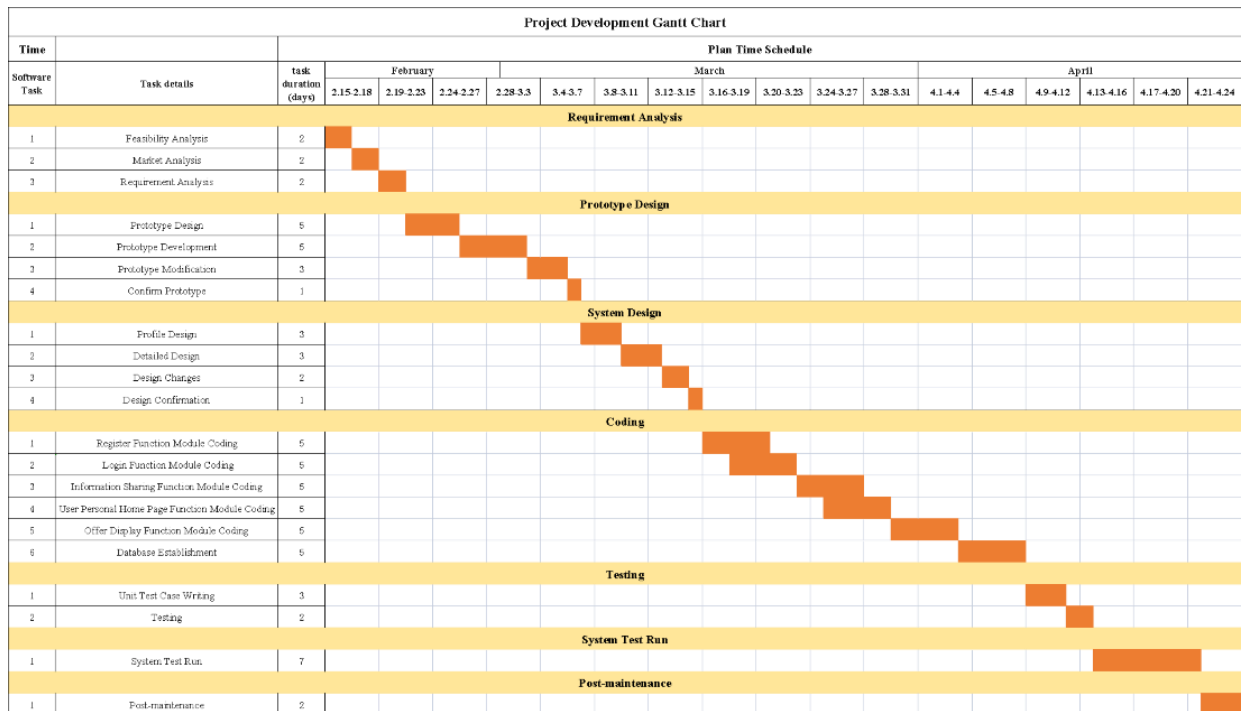 Project Development Gantt Chart
Time Plan Time Schedule
Software Task Task details task duration (days) February March April
2.15-2.18 2.19-2.23 2.24-2.27 2.28-3.3 3.4-3.7 3.8-3.11 3.12-3.15 3.16-3.19 3.20-3.23 3.24-3.27 3.28-3.31 4.1-4.4 4.5-4.8 4.9-4.12 4.13-4.16 4.17-4.20 4.21-4.24
Requirement Analysis
1 Feasibility Analysis 2
2 Market Analysis 2
3 Requirement Analysis 2
Prototype Design
1 Prototype Design 5
2 Prototype Development 5
3 Prototype Modification 3
4 Confirm Prototype 1
System Design
1 Profile Design 3
2 Detailed Design 3
3 Design Changes 2
4 Design Confirmation 1
Coding
1 Register Function Module Coding 5
2 Login Function Module Coding 5
3 Information Sharing Function Module Coding 5
4 User Personal Home Page Function Module Coding 5
5 Offer Display Function Module Coding 5
6 Database Establishment 5
Testing
1 Unit Test Case Writing 3
2 Testing 2
System Test Run
1 System Test Run 7
Post-maintenance
1 Post-maintenance 2